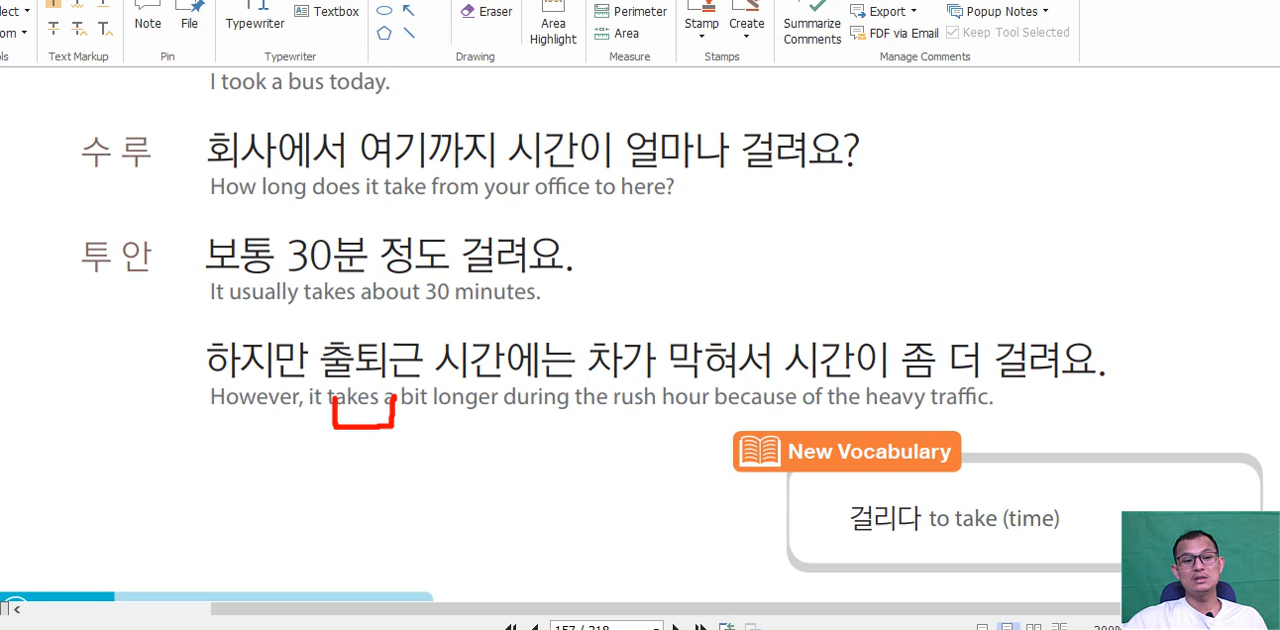 Note
File
Typewriter
Textbox
Eraser
Area
Highlight
Perimeter
Area
Stamp
Create
Summarize
Comments
Export
FDF via Email
Popup Notes
Keep Tool Selected
Text Markup
Pin
Typewriter
Drawing
Measure
Stamps
Manage Comments
I took a bus today.
수 루 회사에서 여기까지 시간이 얼마나 걸려요?
How long does it take from your office to here?
투 안 보통 30분 정도 걸려요.
It usually takes about 30 minutes.
하지만 출퇴근 시간에는 차가 막혀서 시간이 좀 더 걸려요.
However, it takes a bit longer during the rush hour because of the heavy traffic.
New Vocabulary
걸리다 to take (time)